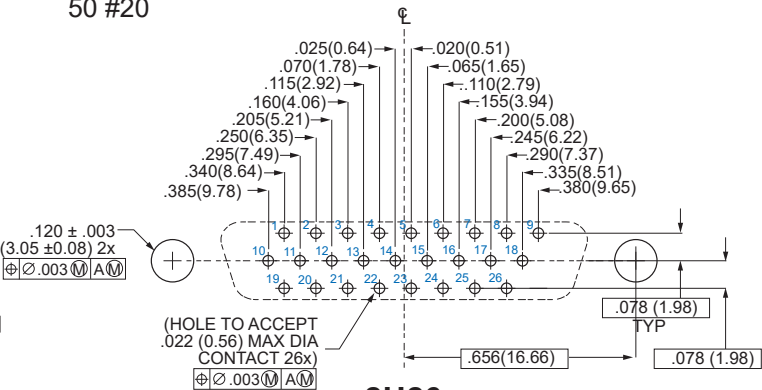 50 #20
℄
.025(0.64) .020(0.51)
.070(1.78) .065(1.65)
.115(2.92) .110(2.79)
.160(4.06) .155(3.94)
.205(5.21) .200(5.08)
.250(6.35) .245(6.22)
.295(7.49) .290(7.37)
.340(8.64) .335(8.51)
.385(9.78) .380(9.65)
1 2 3 4 5 6 7 8 9
.120 ± .003
(3.05 ±0.08) 2x
⌖ ∅ .003 Ⓜ A Ⓜ
10 11 12 13 14 15 16 17 18
19 20 21 22 23 24 25 26
(HOLE TO ACCEPT
.022 (0.56) MAX DIA
CONTACT 26x)
⌖ ∅ .003 Ⓜ A Ⓜ
.078 (1.98)
TYP
.656(16.66)
.078 (1.98)